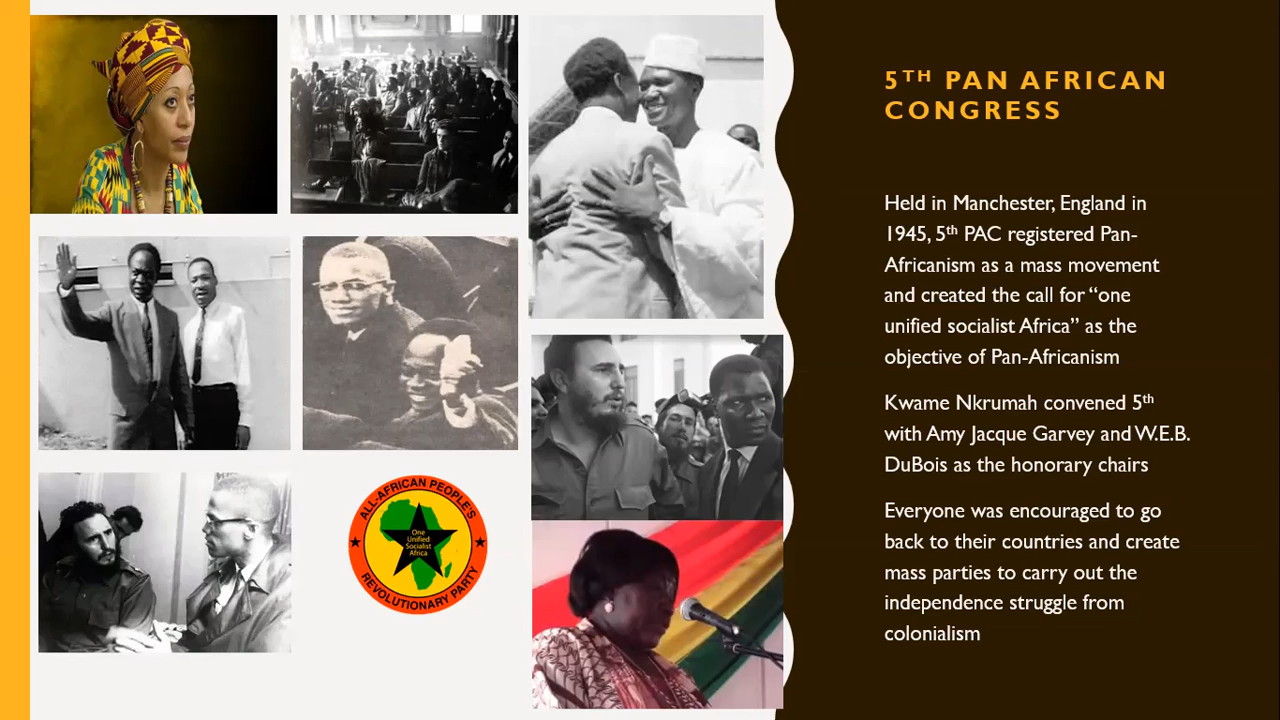 5TH PAN AFRICAN
CONGRESS
Held in Manchester, England in
1945, 5th PAC registered Pan-
Africanism as a mass movement
and created the call for “one
unified socialist Africa” as the
objective of Pan-Africanism
Kwame Nkrumah convened 5th
with Amy Jacque Garvey and W.E.B.
DuBois as the honorary chairs
Everyone was encouraged to go
back to their countries and create
mass parties to carry out the
independence struggle from
colonialism
ALL-AFRICAN PEOPLE'S
One
Unified
Socialist
Africa
REVOLUTIONARY PARTY